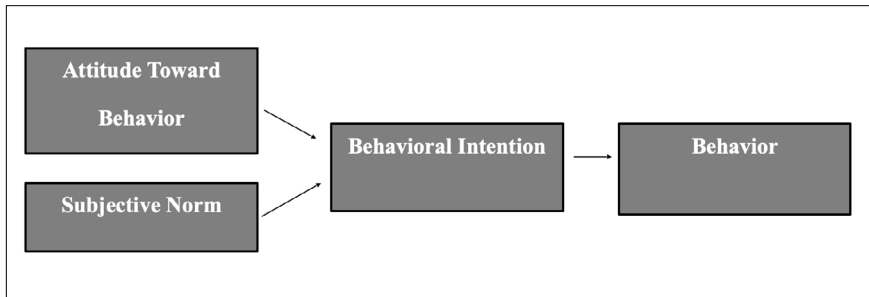 Attitude Toward
Behavior
Subjective Norm
Behavioral Intention
Behavior